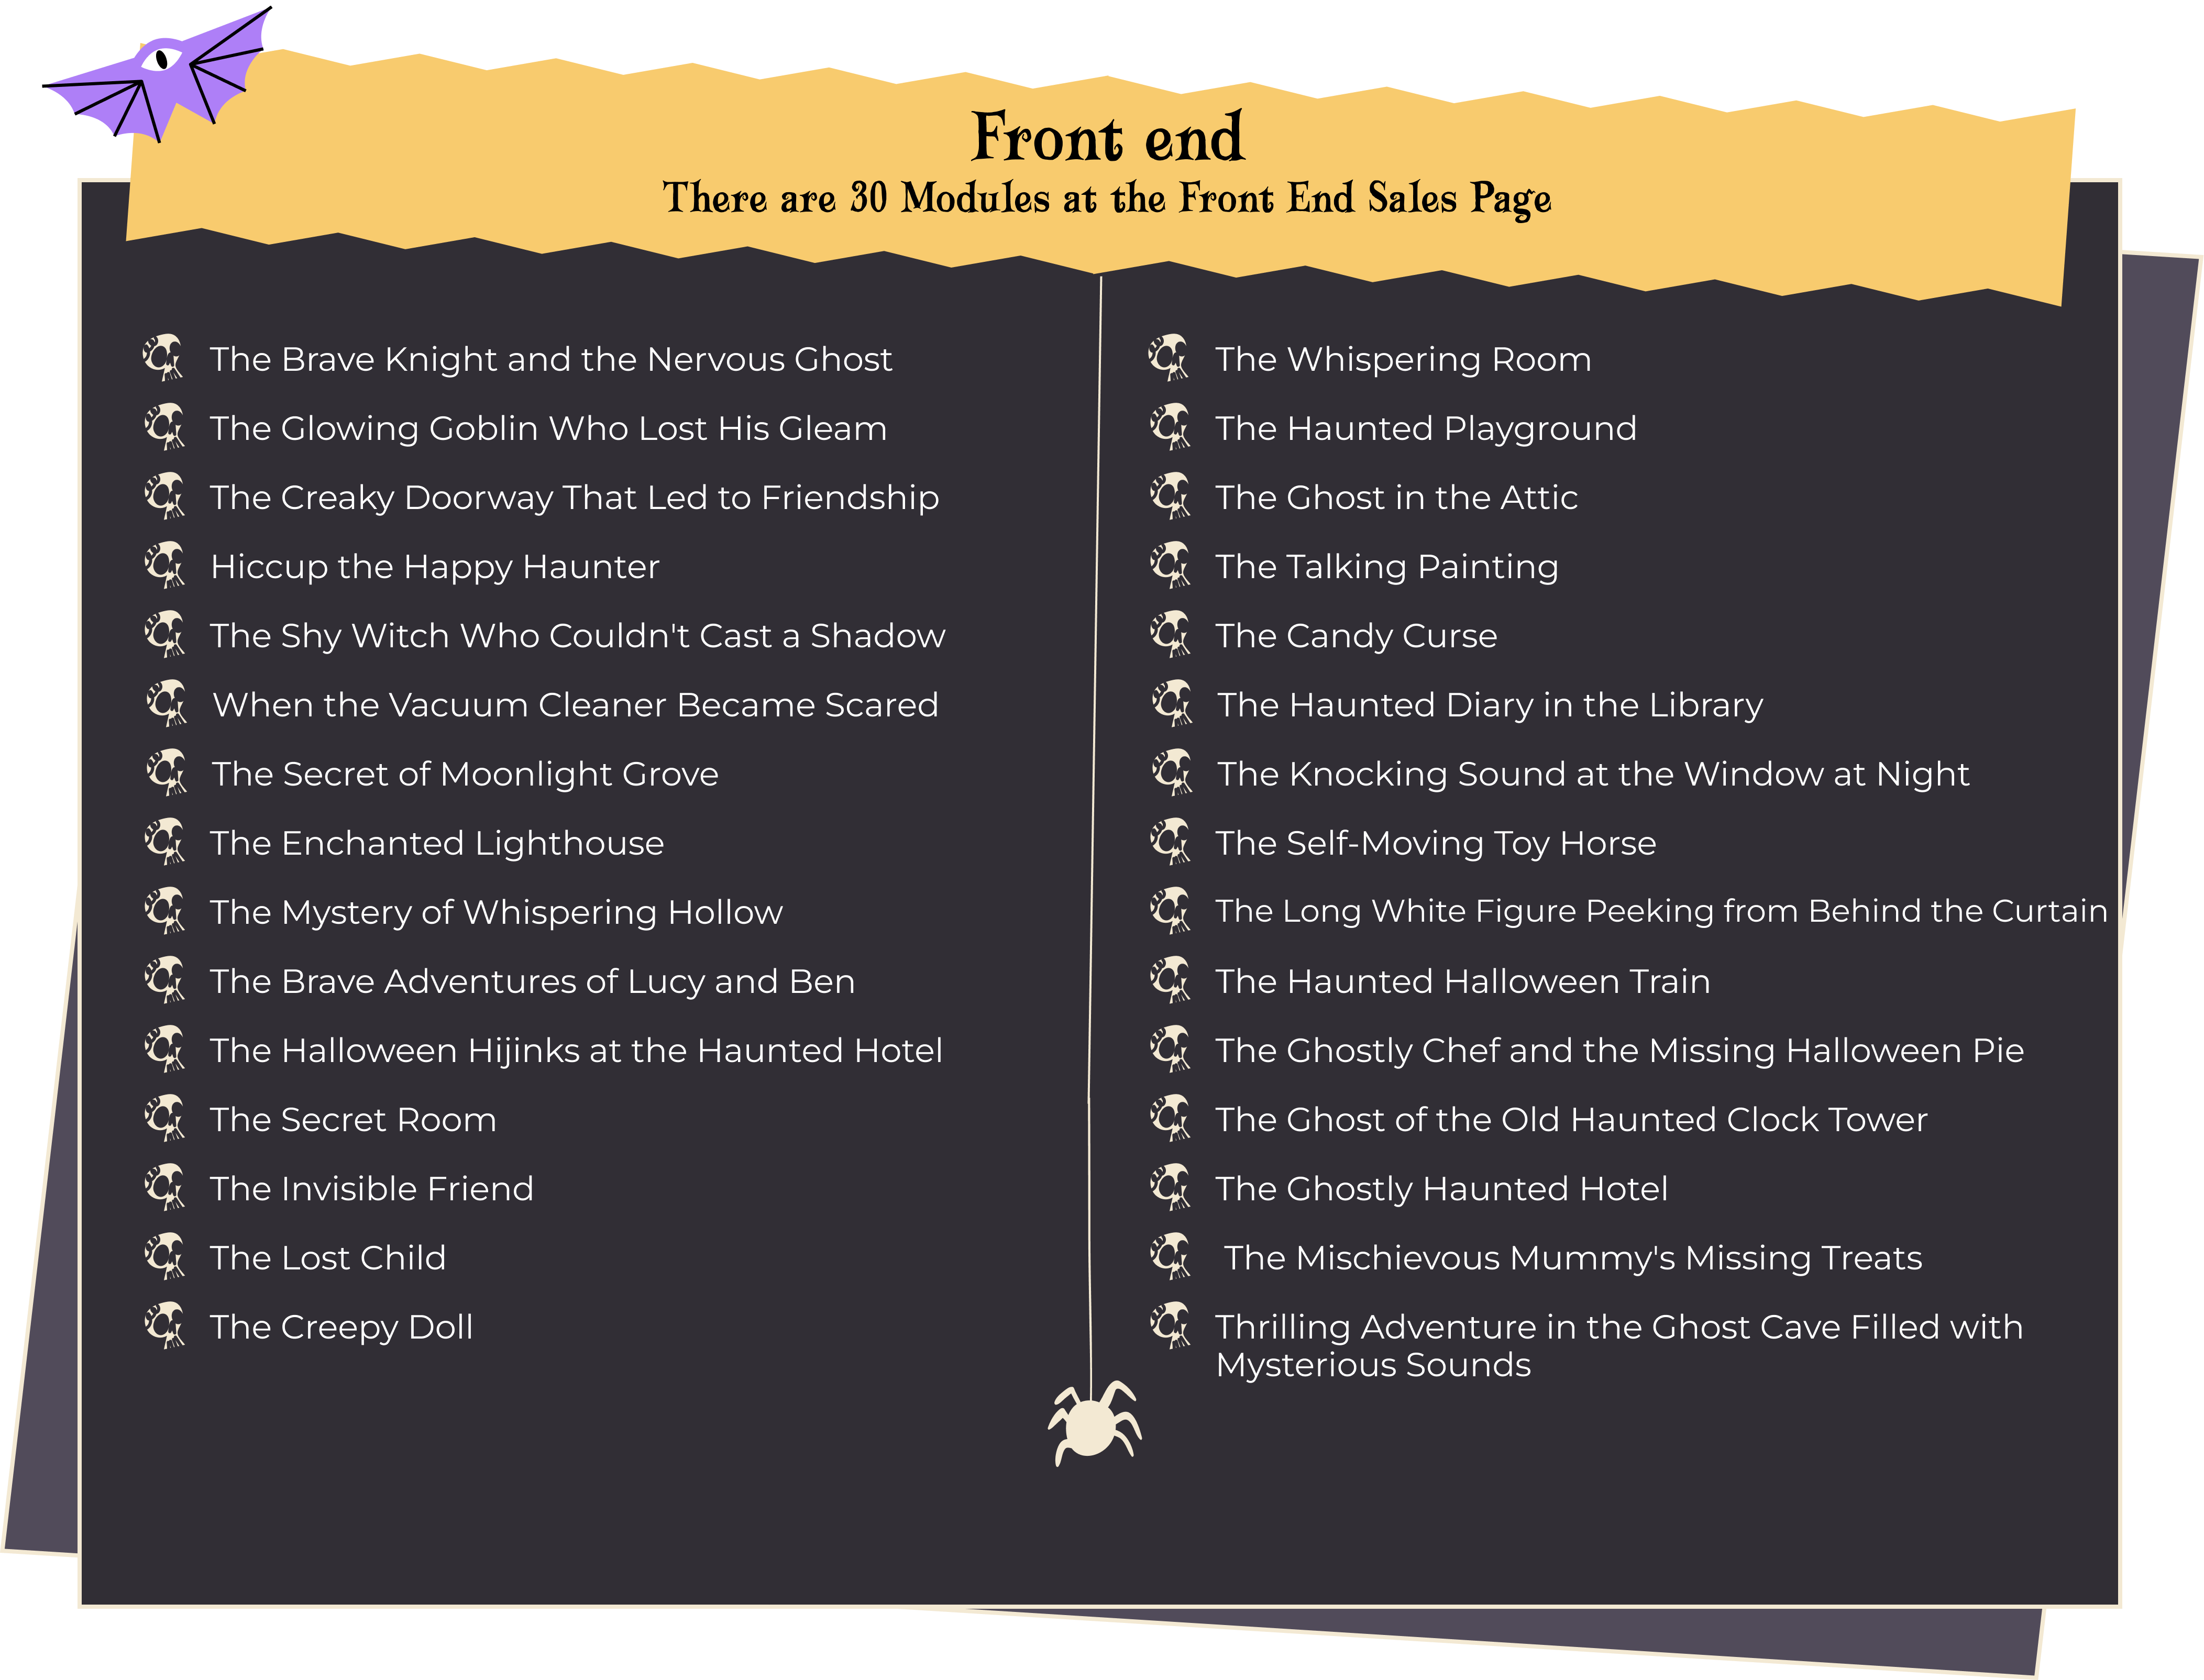 Front end
There are 30 Modules at the Front End Sales Page
The Brave Knight and the Nervous Ghost
The Glowing Goblin Who Lost His Gleam
The Creaky Doorway That Led to Friendship
Hiccup the Happy Haunter
The Shy Witch Who Couldn't Cast a Shadow
When the Vacuum Cleaner Became Scared
The Secret of Moonlight Grove
The Enchanted Lighthouse
The Mystery of Whispering Hollow
The Brave Adventures of Lucy and Ben
The Halloween Hijinks at the Haunted Hotel
The Secret Room
The Invisible Friend
The Lost Child
The Creepy Doll
The Whispering Room
The Haunted Playground
The Ghost in the Attic
The Talking Painting
The Candy Curse
The Haunted Diary in the Library
The Knocking Sound at the Window at Night
The Self-Moving Toy Horse
The Long White Figure Peeking from Behind the Curtain
The Haunted Halloween Train
The Ghostly Chef and the Missing Halloween Pie
The Ghost of the Old Haunted Clock Tower
The Ghostly Haunted Hotel
The Mischievous Mummy's Missing Treats
Thrilling Adventure in the Ghost Cave Filled with
Mysterious Sounds